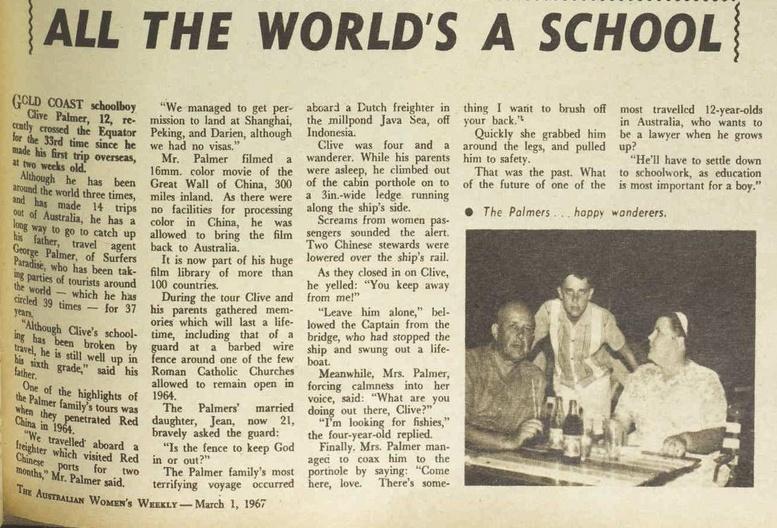 ALL THE WORLD'S A SCHOOL
GOLD COAST schoolboy
Clive Palmer, 12, re-
cently crossed the Equator
for the 33rd time since he
made his first trip overseas,
at two weeks old.
Although he has been
around the world three times,
and has made 14 trips
out of Australia, he has a
long way to go to catch up
his father, travel agent
George Palmer, of Surfers
Paradise, who has been tak-
ing parties of tourists around
the world — which he has
circled 39 times — for 37
years.
"Although Clive's school-
ing has been broken by
travel, he is still well up in
his sixth grade," said his
father.
One of the highlights of
the Palmer family's tours was
when they penetrated Red
China in 1964.
"We travelled aboard a
freighter which visited Red
Chinese ports for two
months," Mr. Palmer said.
"We managed to get per-
mission to land at Shanghai,
Peking, and Darien, although
we had no visas."
Mr. Palmer filmed a
16mm. color movie of the
Great Wall of China, 300
miles inland. As there were
no facilities for processing
color in China, he was
allowed to bring the film
back to Australia.
It is now part of his huge
film library of more than
100 countries.
During the tour Clive and
his parents gathered mem-
ories which will last a life-
time, including that of a
guard at a barbed wire
fence around one of the few
Roman Catholic Churches
allowed to remain open in
1964.
The Palmers' married
daughter, Jean, now 21,
bravely asked the guard:
"Is the fence to keep God
in or out?"
The Palmer family's most
terrifying voyage occurred
aboard a Dutch freighter in
the millpond Java Sea, off
Indonesia.
Clive was four and a
wanderer. While his parents
were asleep, he climbed out
of the cabin porthole on to
a 3in.-wide ledge running
along the ship's side.
Screams from women pas-
sengers sounded the alert.
Two Chinese stewards were
lowered over the ship's rail.
As they closed in on Clive,
he yelled: "You keep away
from me!"
"Leave him alone," bel-
lowed the Captain from the
bridge, who had stopped the
ship and swung out a life-
boat.
Meanwhile, Mrs. Palmer,
forcing calmness into her
voice, said: "What are you
doing out there, Clive?"
"I'm looking for fishies,"
the four-year-old replied.
Finally, Mrs. Palmer man-
aged to coax him to the
porthole by saying: "Come
here, love. There's some-
thing I want to brush off
your back."
Quickly she grabbed him
around the legs, and pulled
him to safety.
That was the past. What
of the future of one of the
most travelled 12-year-olds
in Australia, who wants to
be a lawyer when he grows
up?
"He'll have to settle down
to schoolwork, as education
is most important for a boy."
● The Palmers . . . happy wanderers.
THE AUSTRALIAN WOMEN'S WEEKLY — March 1, 1967